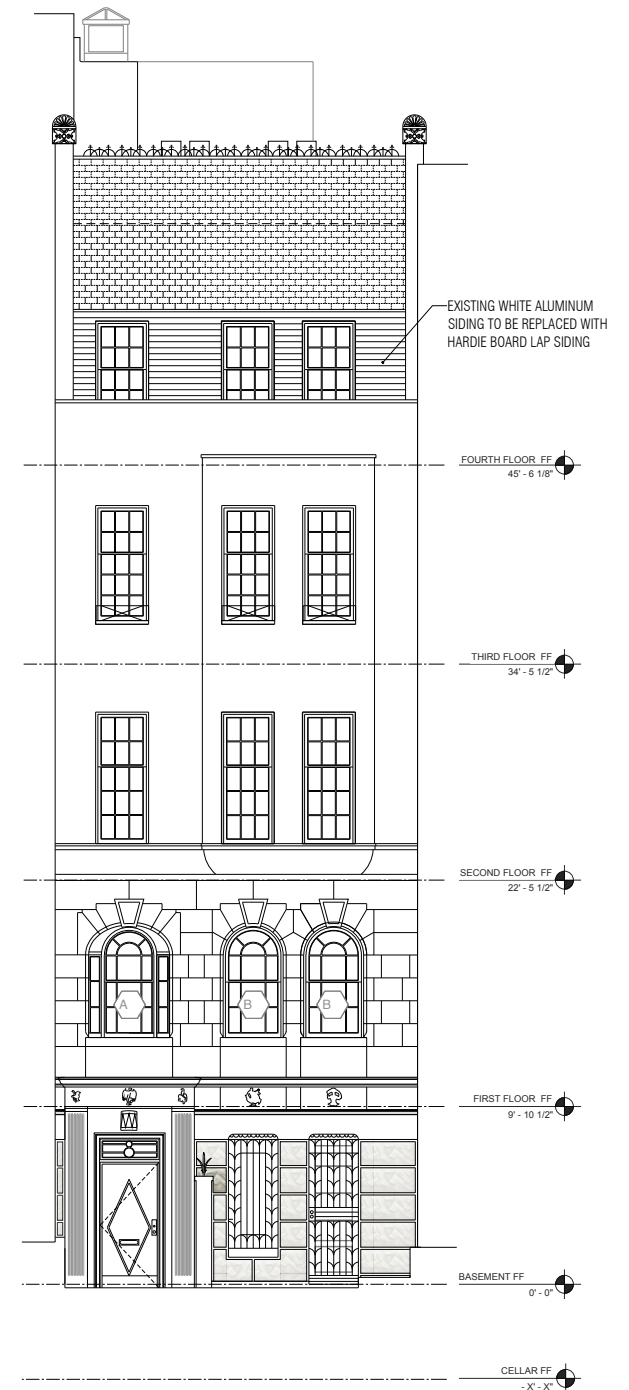 EXISTING WHITE ALUMINUM
SIDING TO BE REPLACED WITH
HARDIE BOARD LAP SIDING
FOURTH FLOOR FF
45' - 6 1/8"
THIRD FLOOR FF
34' - 5 1/2"
SECOND FLOOR FF
22' - 5 1/2"
A
B
B
FIRST FLOOR FF
9' - 10 1/2"
BASEMENT FF
0' - 0"
CELLAR FF
- X' - X"